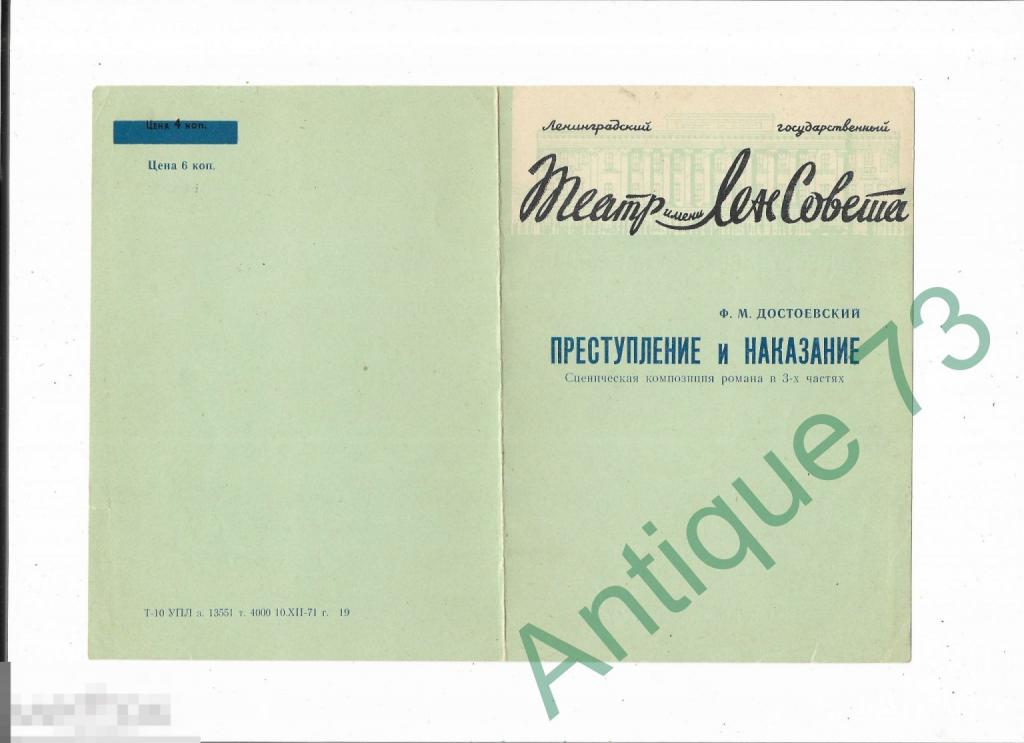 Цена 4 коп.
Цена 6 коп.
Т-10 УПЛ з. 13551 т. 4000 10.XII-71 г. 19
Ленинградский государственный
Театр имени ЛенСовета
Ф. М. ДОСТОЕВСКИЙ
ПРЕСТУПЛЕНИЕ и НАКАЗАНИЕ
Сценическая композиция романа в 3-х частях
Antique 73